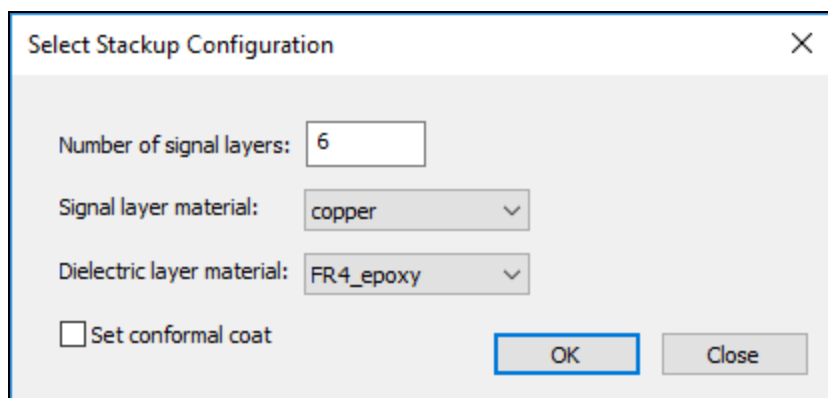 Select Stackup Configuration
Number of signal layers: 6
Signal layer material: copper
Dielectric layer material: FR4_epoxy
Set conformal coat
OK Close